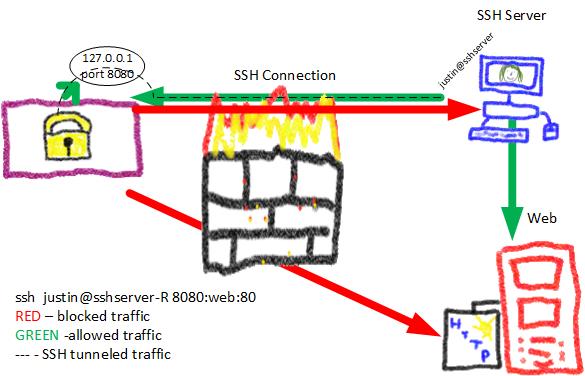 SSH Server
127.0.0.1
port 8080
SSH Connection
justin@sshserver
Web
HTTP
ssh  justin@sshserver-R 8080:web:80
RED – blocked traffic
GREEN -allowed traffic
--- - SSH tunneled traffic